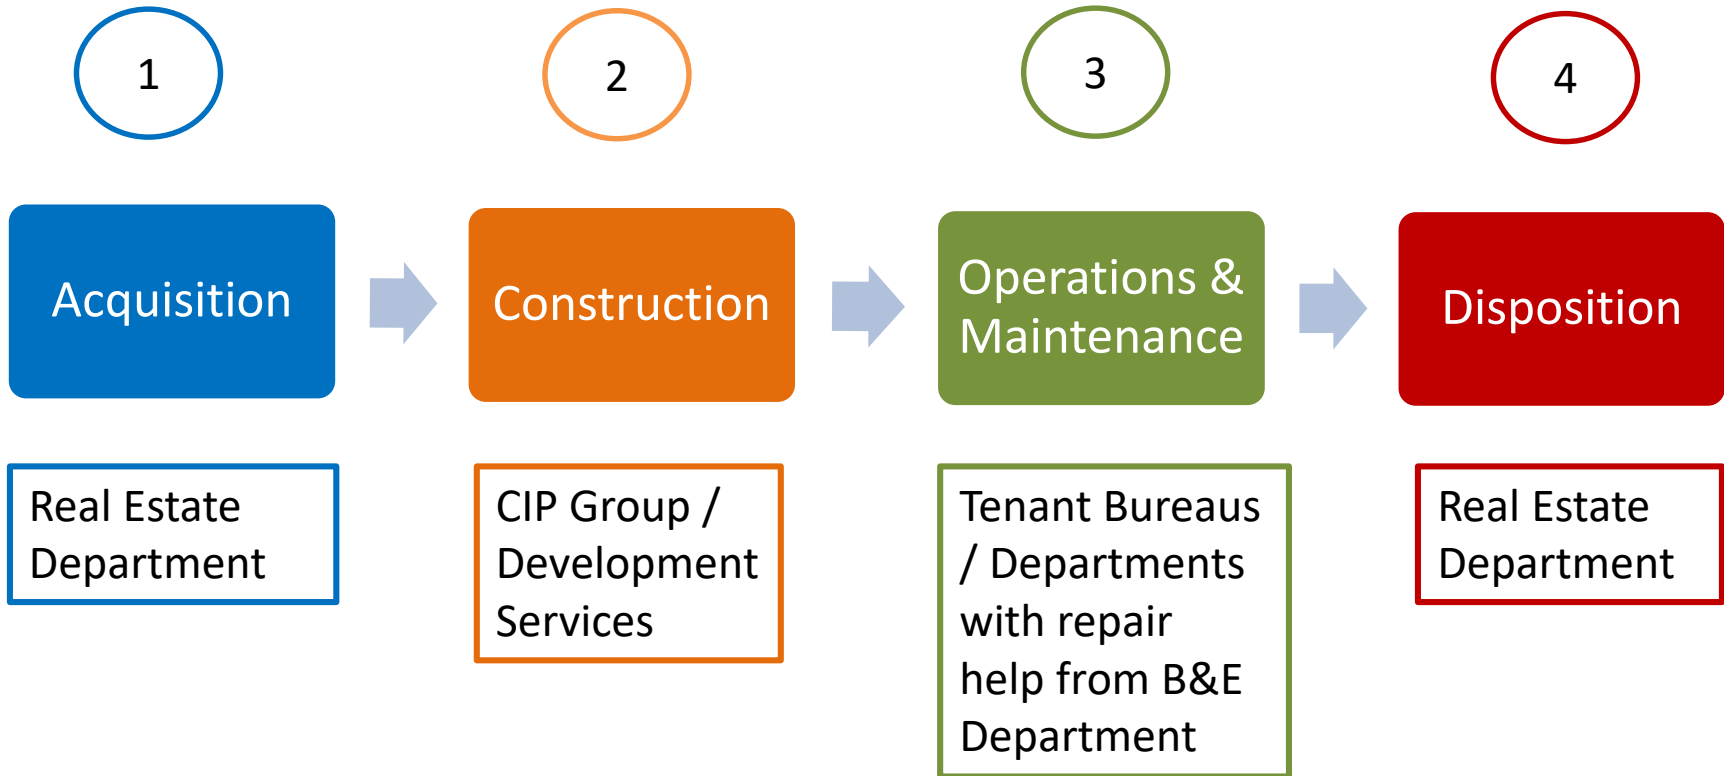 1
2
3
4
Acquisition
Construction
Operations &
Maintenance
Disposition
Real Estate
Department
CIP Group /
Development
Services
Tenant Bureaus
/ Departments
with repair
help from B&E
Department
Real Estate
Department